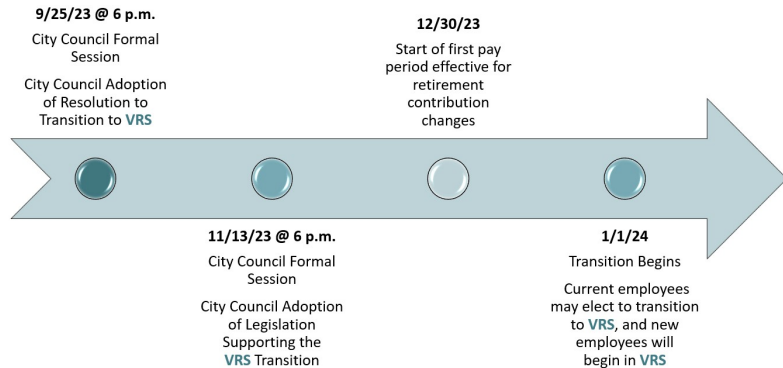 9/25/23 @ 6 p.m.
City Council Formal
Session
City Council Adoption
of Resolution to
Transition to VRS
11/13/23 @ 6 p.m.
City Council Formal
Session
City Council Adoption
of Legislation
Supporting the
VRS Transition
12/30/23
Start of first pay
period effective for
retirement
contribution
changes
1/1/24
Transition Begins
Current employees
may elect to transition
to VRS, and new
employees will
begin in VRS